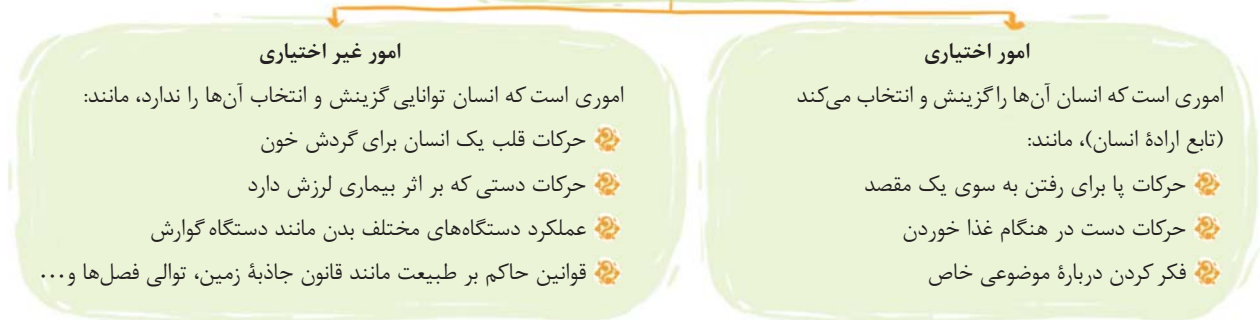 امور اختیاری
اموری است که انسان آن‌ها را گزینش و انتخاب می‌کند
(تابع ارادهٔ انسان)، مانند:
حرکات پا برای رفتن به سوی یک مقصد
حرکات دست در هنگام غذا خوردن
فکر کردن دربارهٔ موضوعی خاص
امور غیر اختیاری
اموری است که انسان توانایی گزینش و انتخاب آن‌ها را ندارد، مانند:
حرکات قلب یک انسان برای گردش خون
حرکات دستی که بر اثر بیماری لرزش دارد
عملکرد دستگاه‌های مختلف بدن مانند دستگاه گوارش
قوانین حاکم بر طبیعت مانند قانون جاذبهٔ زمین، توالی فصل‌ها و...